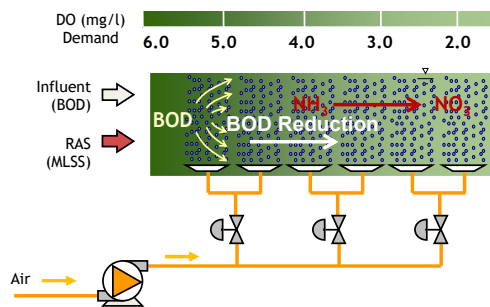 DO (mg/l)
Demand
6.0 5.0 4.0 3.0 2.0
Influent
(BOD)
NH3 NO3
BOD
BOD Reduction
RAS
(MLSS)
Air